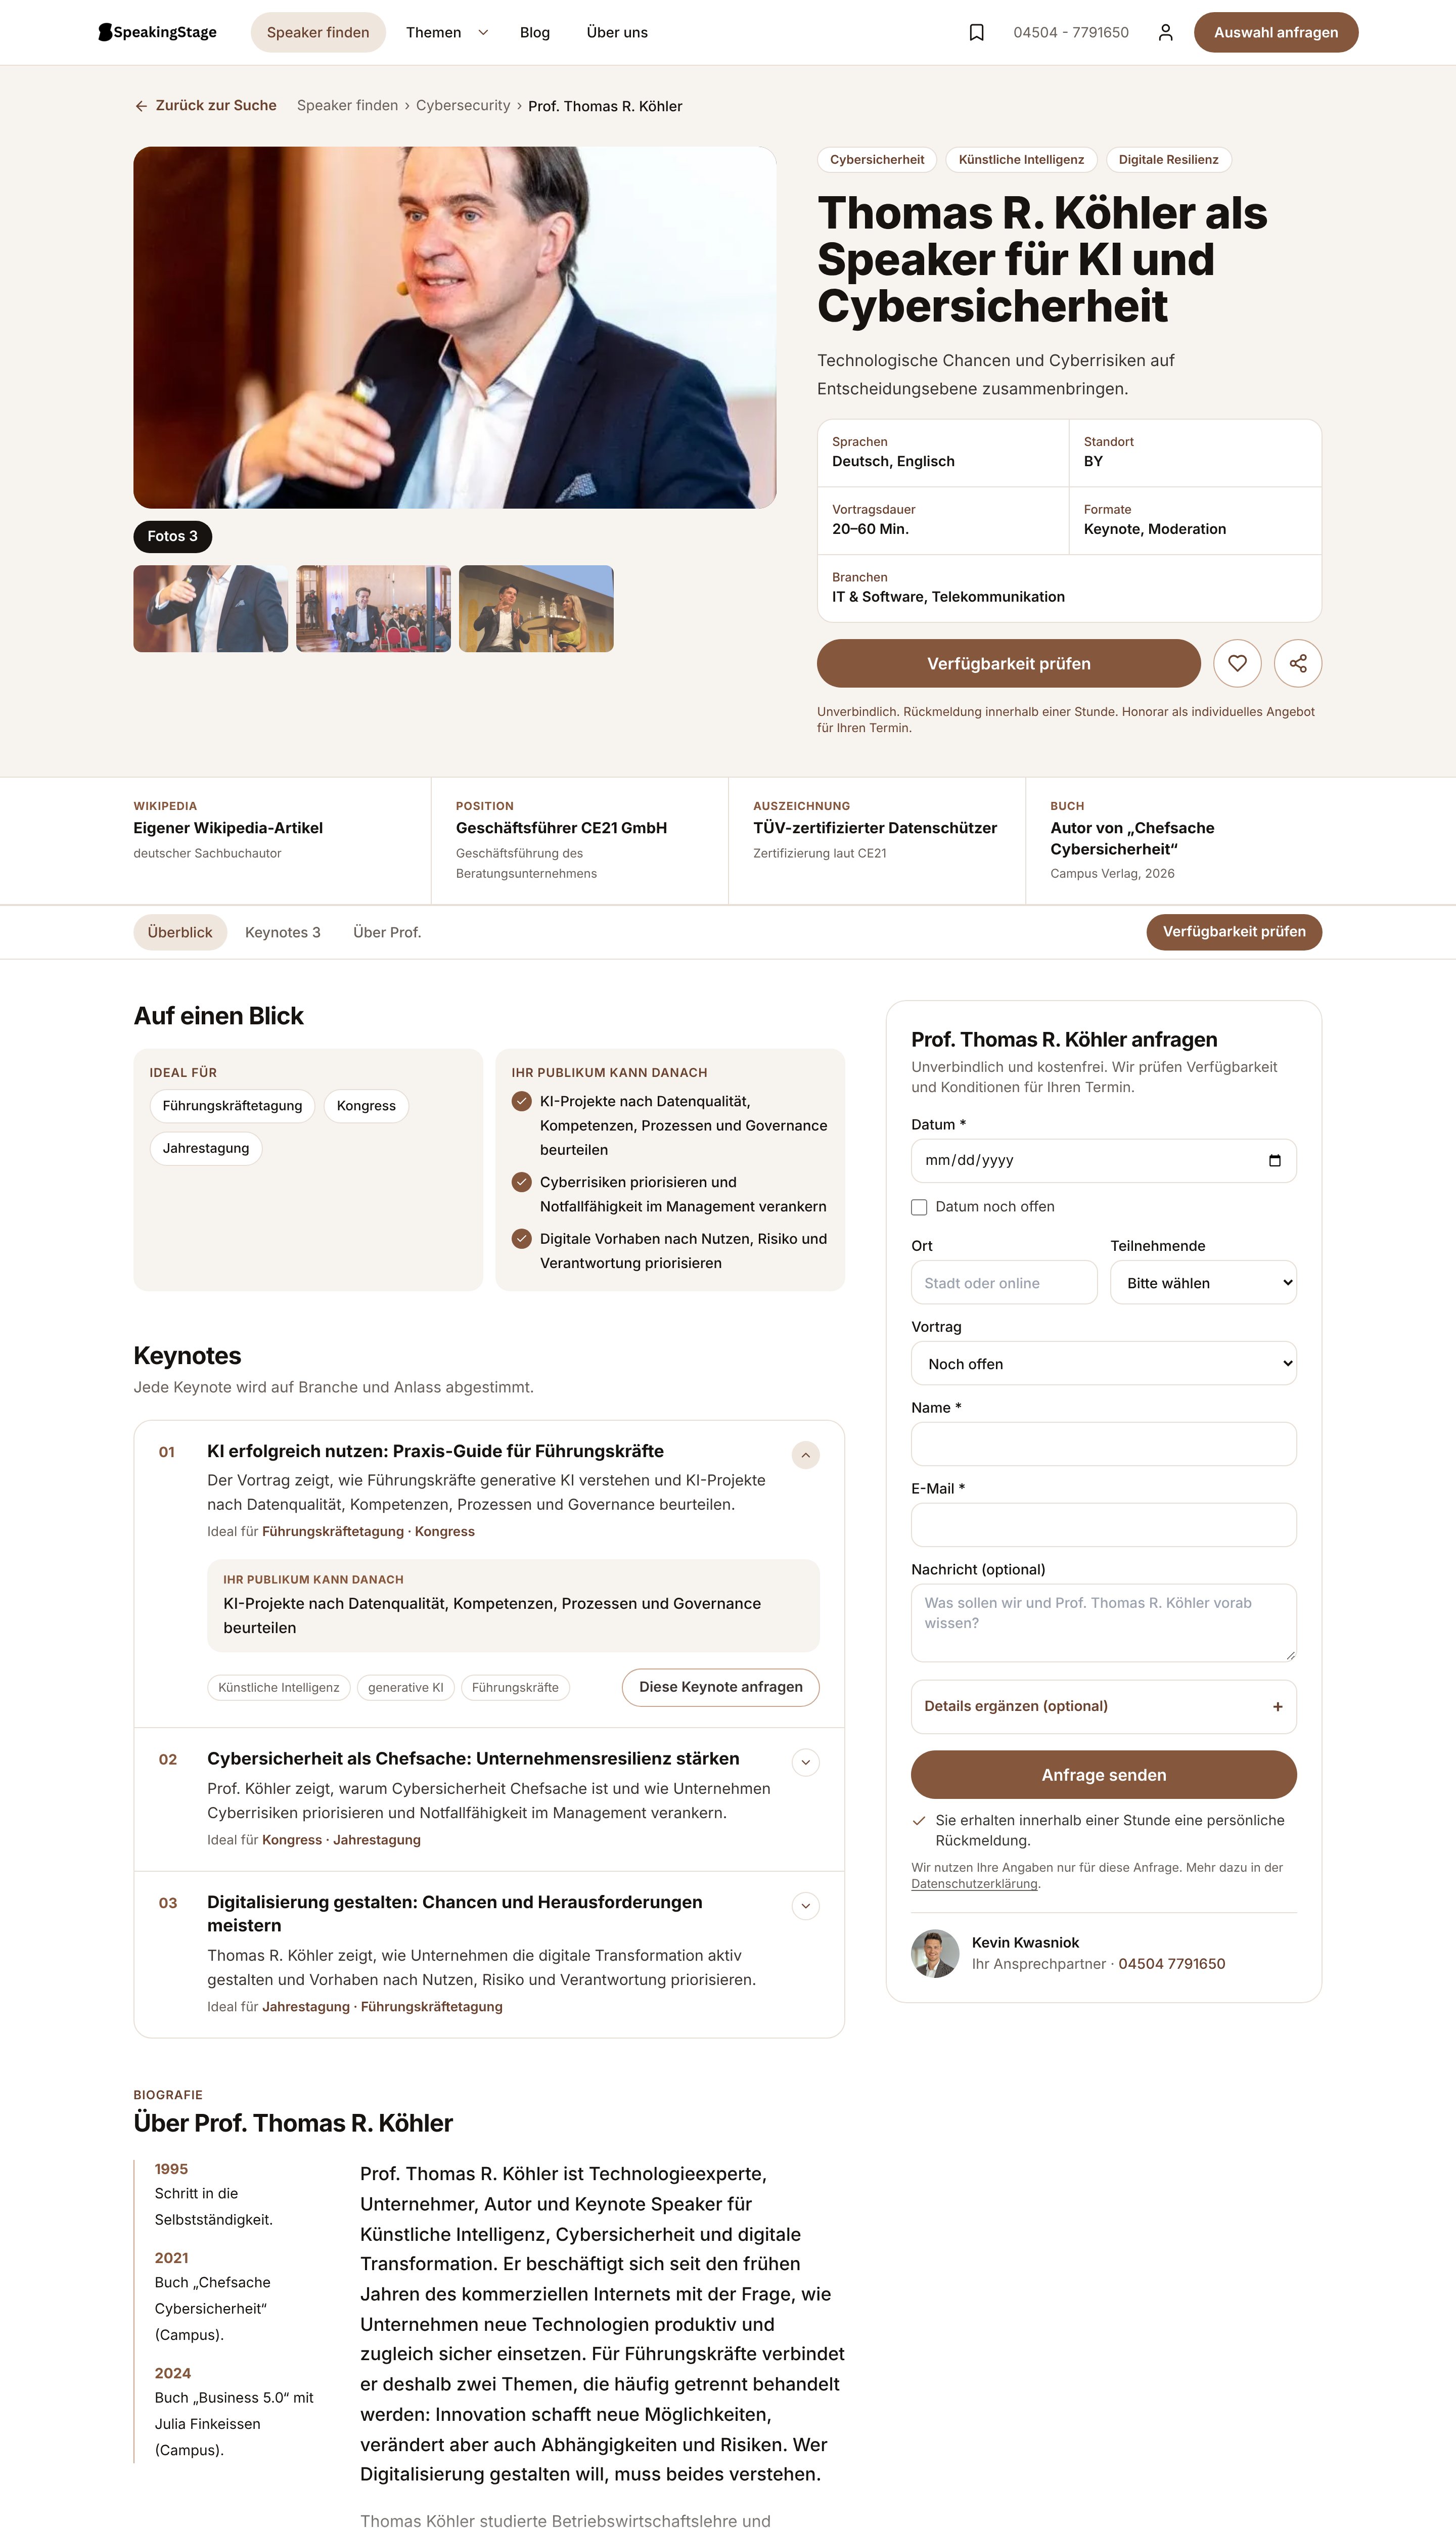 SpeakingStage
Speaker finden
Themen
Blog
Über uns
04504 - 7791650
Auswahl anfragen
Zurück zur Suche
Speaker finden › Cybersecurity › Prof. Thomas R. Köhler
Fotos 3
Cybersicherheit
Künstliche Intelligenz
Digitale Resilienz
Thomas R. Köhler als
Speaker für KI und
Cybersicherheit
Technologische Chancen und Cyberrisiken auf
Entscheidungsebene zusammenbringen.
Sprachen
Deutsch, Englisch
Standort
BY
Vortragsdauer
20–60 Min.
Formate
Keynote, Moderation
Branchen
IT & Software, Telekommunikation
Verfügbarkeit prüfen
Unverbindlich. Rückmeldung innerhalb einer Stunde. Honorar als individuelles Angebot
für Ihren Termin.
WIKIPEDIA
Eigener Wikipedia-Artikel
deutscher Sachbuchautor
POSITION
Geschäftsführer CE21 GmbH
Geschäftsführung des
Beratungsunternehmens
AUSZEICHNUNG
TÜV-zertifizierter Datenschützer
Zertifizierung laut CE21
BUCH
Autor von „Chefsache
Cybersicherheit“
Campus Verlag, 2026
Überblick
Keynotes 3
Über Prof.
Verfügbarkeit prüfen
Auf einen Blick
IDEAL FÜR
Führungskräftetagung
Kongress
Jahrestagung
IHR PUBLIKUM KANN DANACH
KI-Projekte nach Datenqualität,
Kompetenzen, Prozessen und Governance
beurteilen
Cyberrisiken priorisieren und
Notfallfähigkeit im Management verankern
Digitale Vorhaben nach Nutzen, Risiko und
Verantwortung priorisieren
Keynotes
Jede Keynote wird auf Branche und Anlass abgestimmt.
01
KI erfolgreich nutzen: Praxis-Guide für Führungskräfte
Der Vortrag zeigt, wie Führungskräfte generative KI verstehen und KI-Projekte
nach Datenqualität, Kompetenzen, Prozessen und Governance beurteilen.
Ideal für Führungskräftetagung · Kongress
IHR PUBLIKUM KANN DANACH
KI-Projekte nach Datenqualität, Kompetenzen, Prozessen und Governance
beurteilen
Künstliche Intelligenz
generative KI
Führungskräfte
Diese Keynote anfragen
02
Cybersicherheit als Chefsache: Unternehmensresilienz stärken
Prof. Köhler zeigt, warum Cybersicherheit Chefsache ist und wie Unternehmen
Cyberrisiken priorisieren und Notfallfähigkeit im Management verankern.
Ideal für Kongress · Jahrestagung
03
Digitalisierung gestalten: Chancen und Herausforderungen
meistern
Thomas R. Köhler zeigt, wie Unternehmen die digitale Transformation aktiv
gestalten und Vorhaben nach Nutzen, Risiko und Verantwortung priorisieren.
Ideal für Jahrestagung · Führungskräftetagung
Prof. Thomas R. Köhler anfragen
Unverbindlich und kostenfrei. Wir prüfen Verfügbarkeit
und Konditionen für Ihren Termin.
Datum *
mm/dd/yyyy
Datum noch offen
Ort
Stadt oder online
Teilnehmende
Bitte wählen
Vortrag
Noch offen
Name *
E-Mail *
Nachricht (optional)
Was sollen wir und Prof. Thomas R. Köhler vorab
wissen?
Details ergänzen (optional)
+
Anfrage senden
Sie erhalten innerhalb einer Stunde eine persönliche
Rückmeldung.
Wir nutzen Ihre Angaben nur für diese Anfrage. Mehr dazu in der
Datenschutzerklärung.
Kevin Kwasniok
Ihr Ansprechpartner · 04504 7791650
BIOGRAFIE
Über Prof. Thomas R. Köhler
1995
Schritt in die
Selbstständigkeit.
2021
Buch „Chefsache
Cybersicherheit“
(Campus).
2024
Buch „Business 5.0“ mit
Julia Finkeissen
(Campus).
Prof. Thomas R. Köhler ist Technologieexperte,
Unternehmer, Autor und Keynote Speaker für
Künstliche Intelligenz, Cybersicherheit und digitale
Transformation. Er beschäftigt sich seit den frühen
Jahren des kommerziellen Internets mit der Frage, wie
Unternehmen neue Technologien produktiv und
zugleich sicher einsetzen. Für Führungskräfte verbindet
er deshalb zwei Themen, die häufig getrennt behandelt
werden: Innovation schafft neue Möglichkeiten,
verändert aber auch Abhängigkeiten und Risiken. Wer
Digitalisierung gestalten will, muss beides verstehen.
Thomas Köhler studierte Betriebswirtschaftslehre und